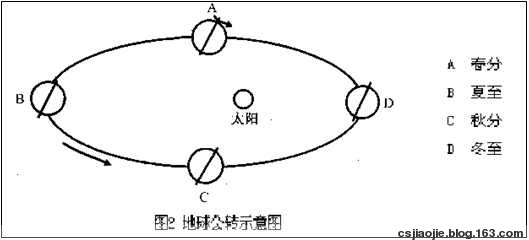 A
B
太阳
D
C
A 春分
B 夏至
C 秋分
D 冬至
图2 地球公转示意图
csjiaojie.blog.163.com